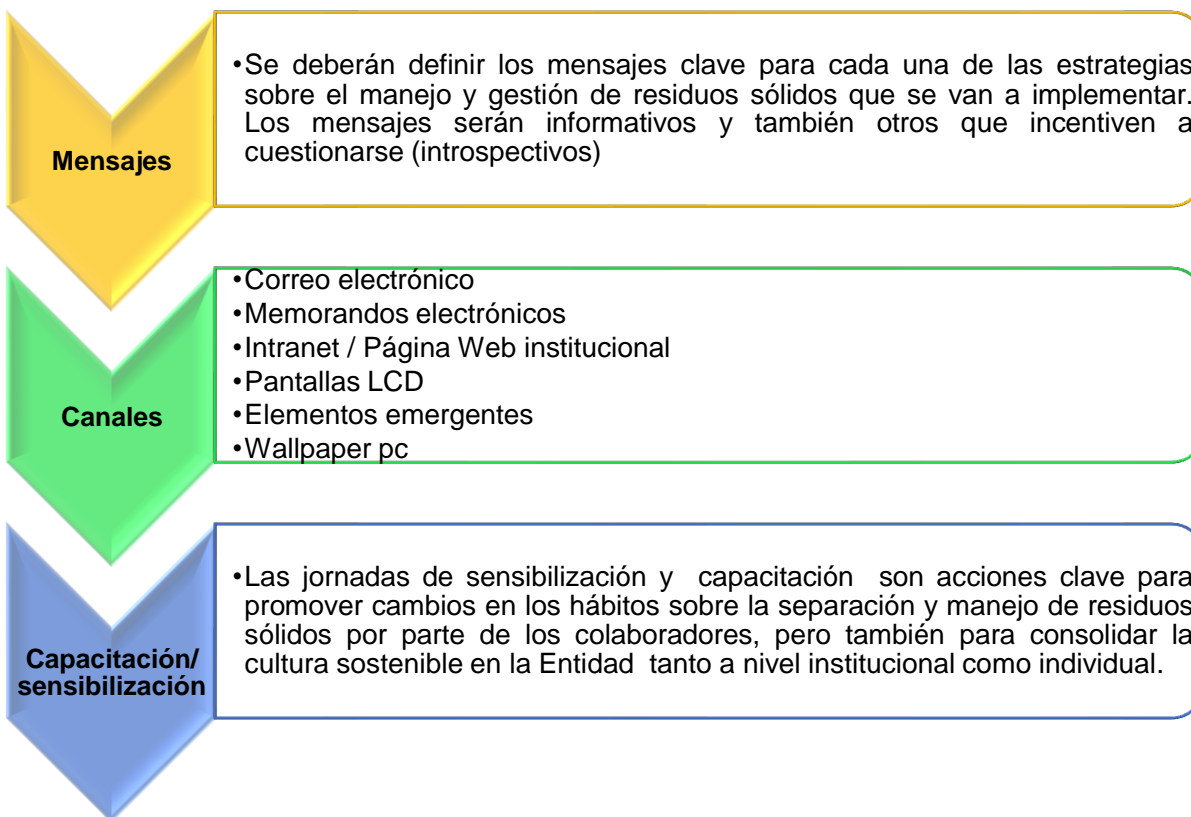 Mensajes
•Se deberán definir los mensajes clave para cada una de las estrategias
sobre el manejo y gestión de residuos sólidos que se van a implementar.
Los mensajes serán informativos y también otros que incentiven a
cuestionarse (introspectivos)
Canales
•Correo electrónico
•Memorandos electrónicos
•Intranet / Página Web institucional
•Pantallas LCD
•Elementos emergentes
•Wallpaper pc
Capacitación/
sensibilización
•Las jornadas de sensibilización y capacitación son acciones clave para
promover cambios en los hábitos sobre la separación y manejo de residuos
sólidos por parte de los colaboradores, pero también para consolidar la
cultura sostenible en la Entidad tanto a nivel institucional como individual.